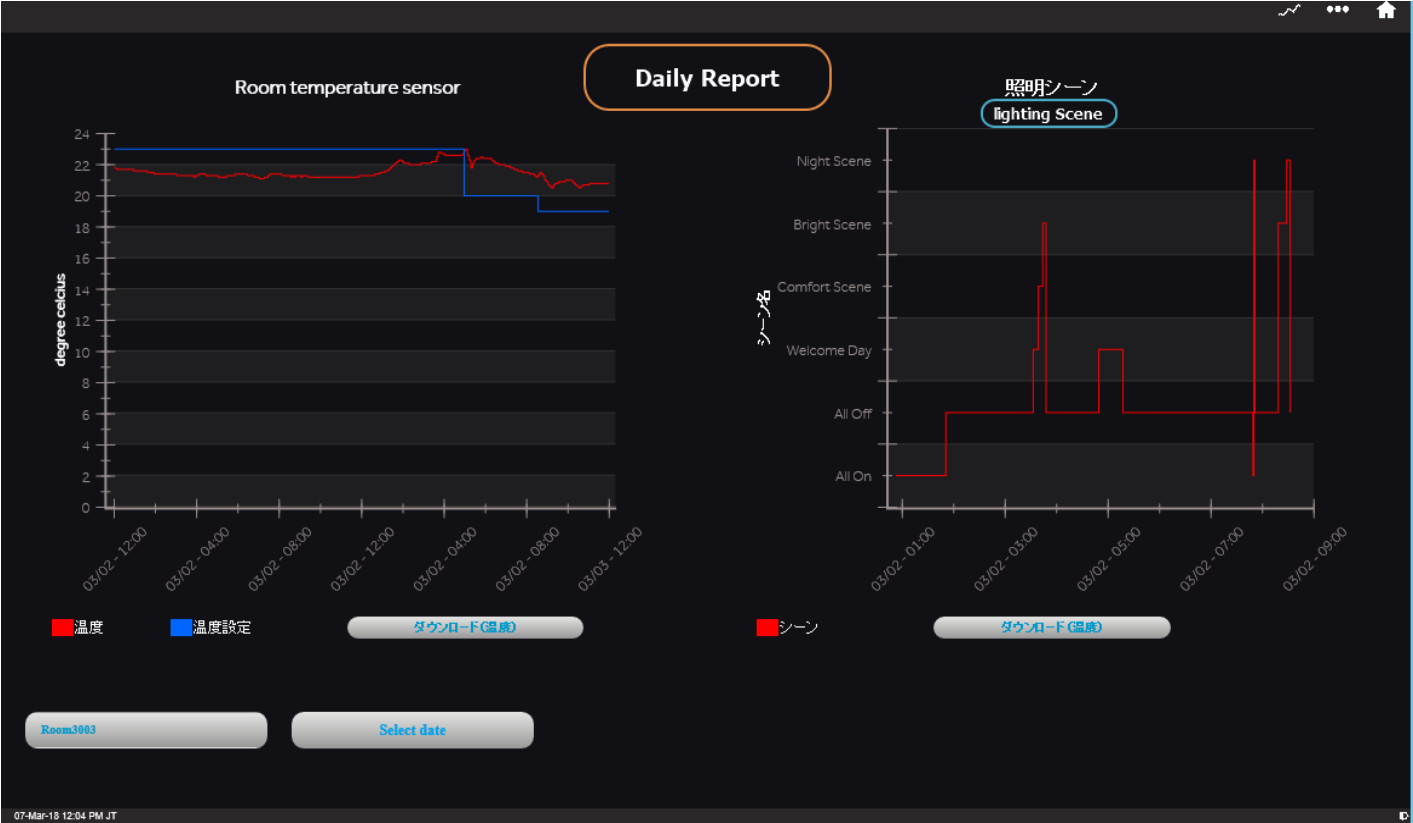 Daily Report
Room temperature sensor
degree celcius
24
22
20
18
16
14
12
10
8
6
4
2
0
03/02 - 12:00
03/02 - 04:00
03/02 - 08:00
03/02 - 12:00
03/02 - 04:00
03/02 - 08:00
03/03 - 12:00
温度
温度設定
ダウンロード(温度)
照明シーン
lighting Scene
シーン名
Night Scene
Bright Scene
Comfort Scene
Welcome Day
All Off
All On
03/02 - 01:00
03/02 - 03:00
03/02 - 05:00
03/02 - 07:00
03/02 - 09:00
シーン
ダウンロード(温度)
Room3003
Select date
07-Mar-18 12:04 PM JT